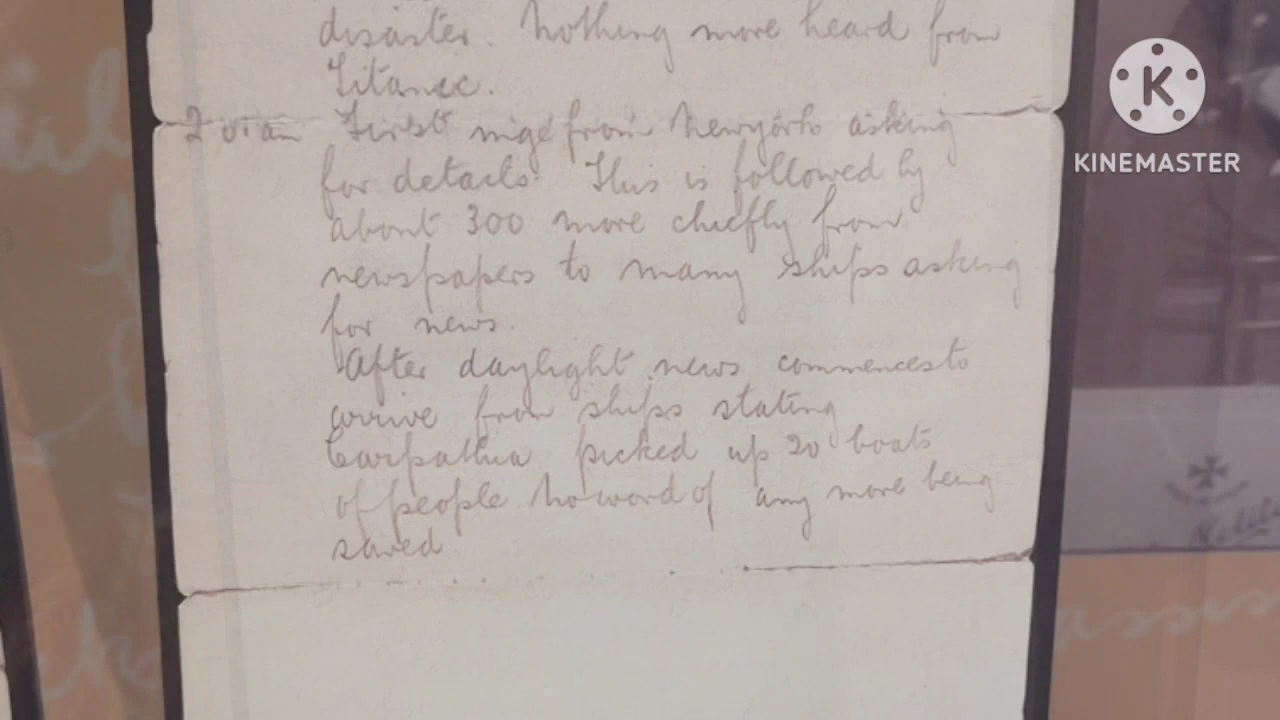 disaster. Nothing more heard from
Titanic.
2 am First msge from Newyork asking
for details. This is followed by
about 300 more chiefly from
newspapers to many ships asking
for news.
After daylight news commences to
arrive from ships stating
Carpathia picked up 20 boats
of people no word of any more being
saved
K
KINEMASTER